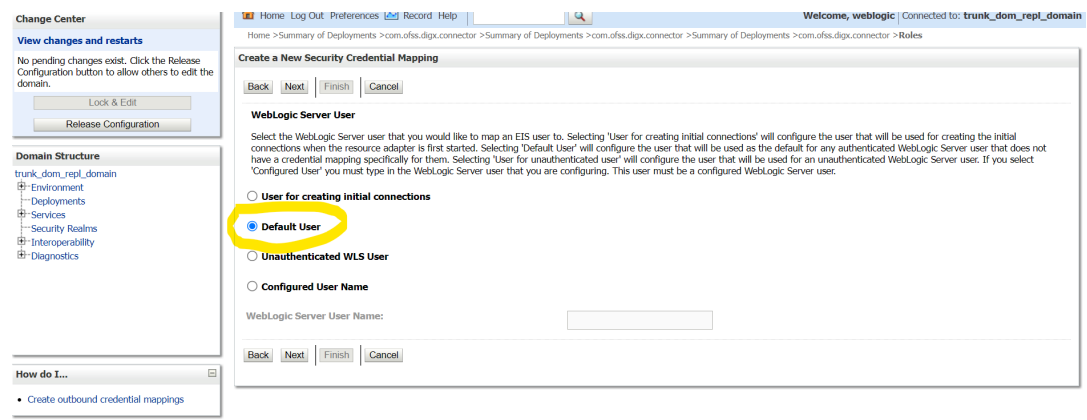 Change Center
View changes and restarts
No pending changes exist. Click the Release
Configuration button to allow others to edit the
domain.
Lock & Edit
Release Configuration
Domain Structure
trunk_dom_repl_domain
Environment
Deployments
Services
Security Realms
Interoperability
Diagnostics
How do I...
Create outbound credential mappings
Home Log Out Preferences Record Help
Welcome, weblogic Connected to: trunk_dom_repl_domain
Home >Summary of Deployments >com.ofss.digx.connector >Summary of Deployments >com.ofss.digx.connector >Summary of Deployments >com.ofss.digx.connector >Roles
Create a New Security Credential Mapping
Back Next Finish Cancel
WebLogic Server User
Select the WebLogic Server user that you would like to map an EIS user to. Selecting 'User for creating initial connections' will configure the user that will be used for creating the initial
connections when the resource adapter is first started. Selecting 'Default User' will configure the user that will be used as the default for any authenticated WebLogic Server user that does not
have a credential mapping specifically for them. Selecting 'User for unauthenticated user' will configure the user that will be used for an unauthenticated WebLogic Server user. If you select
'Configured User' you must type in the WebLogic Server user that you are configuring. This user must be a configured WebLogic Server user.
User for creating initial connections
Default User
Unauthenticated WLS User
Configured User Name
WebLogic Server User Name:
Back Next Finish Cancel